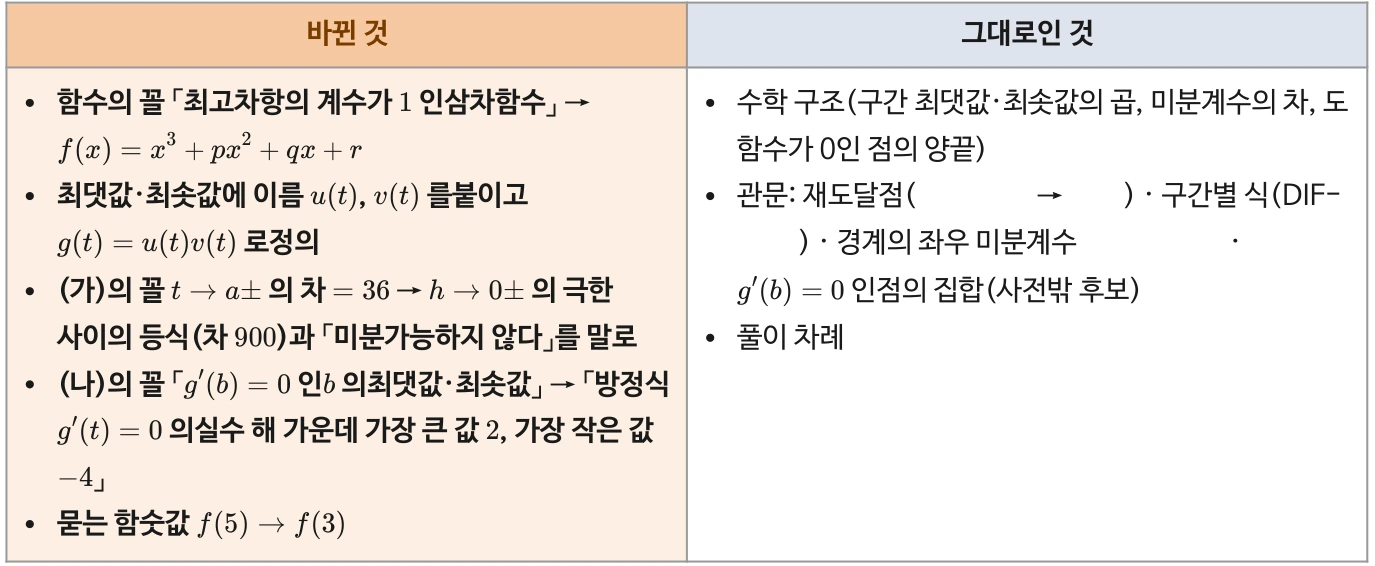 바뀐 것
그대로인 것
• 함수의 꼴 「최고차항의 계수가 1 인삼차함수」 →
f(x) = x³ + px² + qx + r
• 최댓값·최솟값에 이름 u(t), v(t) 를붙이고
g(t) = u(t)v(t) 로정의
• (가)의 꼴 t → a± 의 차 = 36 → h → 0± 의 극한
사이의 등식(차 900)과 「미분가능하지 않다」를 말로
• (나)의 꼴 「g′(b) = 0 인b 의최댓값·최솟값」 → 「방정식
g′(t) = 0 의실수 해 가운데 가장 큰 값 2, 가장 작은 값
−4」
• 묻는 함숫값 f(5) → f(3)
• 수학 구조(구간 최댓값·최솟값의 곱, 미분계수의 차, 도
함수가 0인 점의 양끝)
• 관문: 재도달점( → ) · 구간별 식(DIF-
) · 경계의 좌우 미분계수 ·
g′(b) = 0 인점의 집합(사전밖 후보)
• 풀이 차례